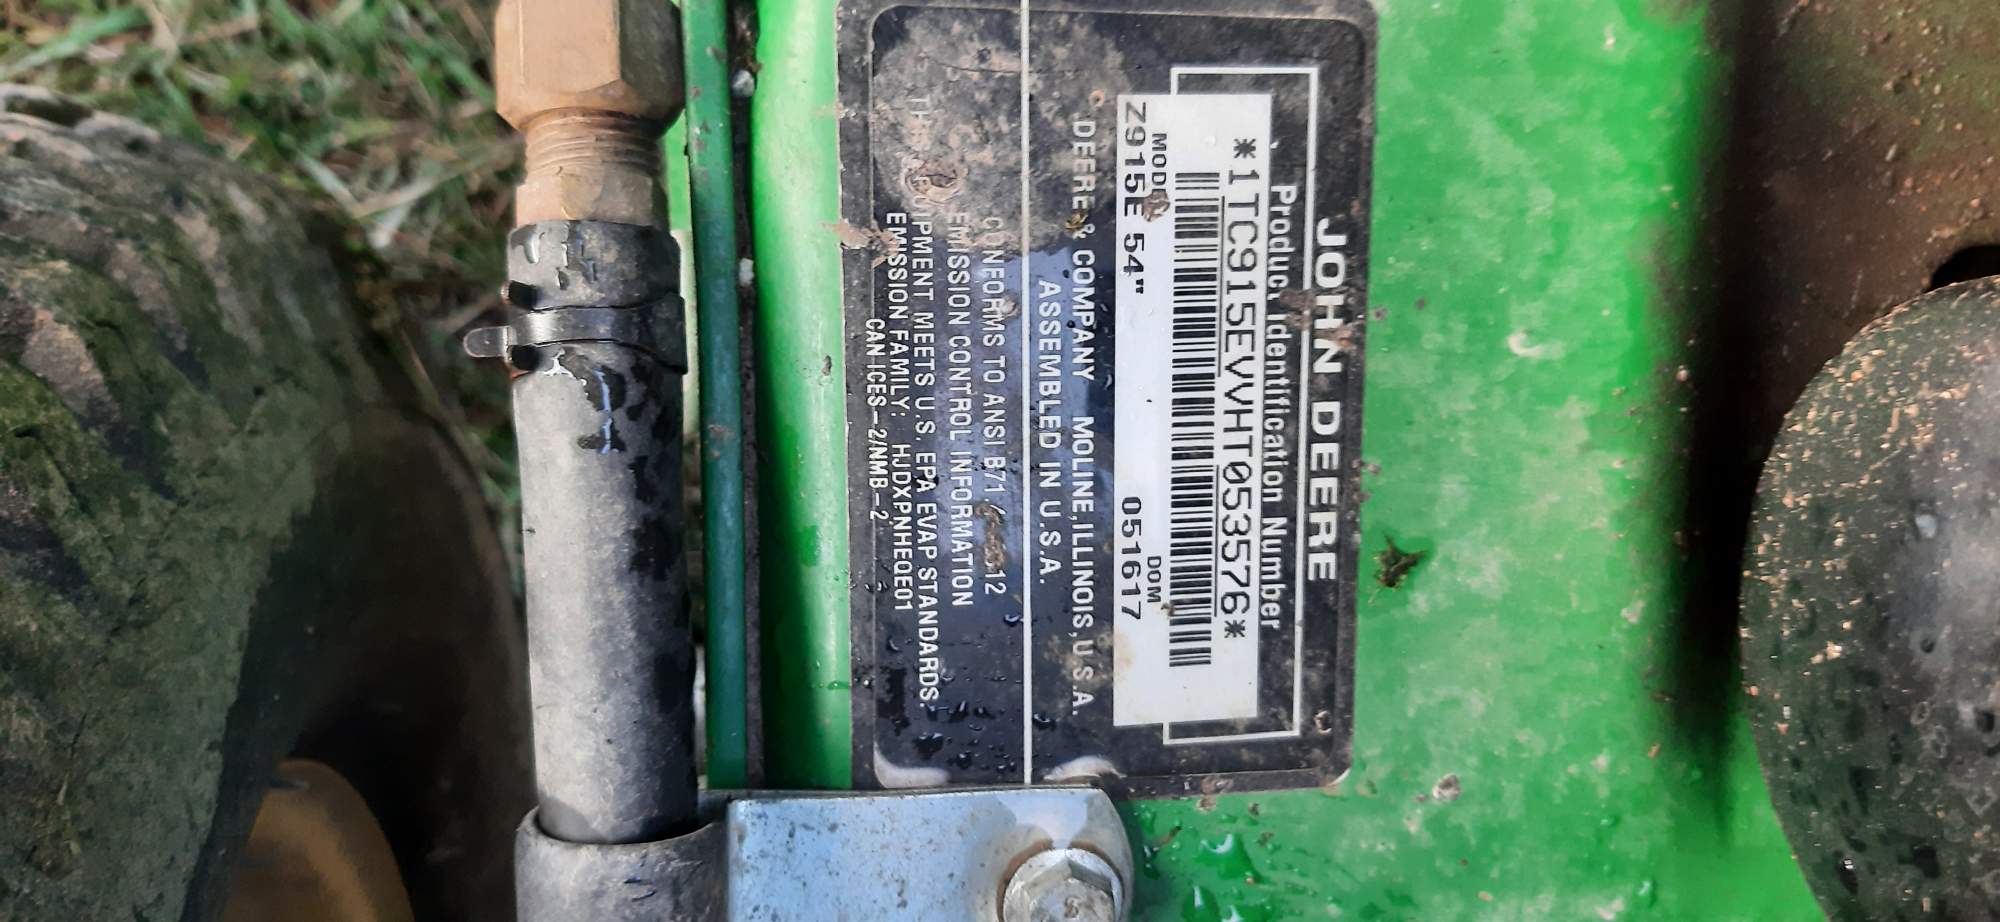 JOHN DEERE
Product Identification Number
*1TC915EVVHT053576*
MODEL DOM
Z915E 54" 051617
DEERE & COMPANY MOLINE, ILLINOIS, U.S.A.
ASSEMBLED IN U.S.A.
CONFORMS TO ANSI B71 12
EMISSION CONTROL INFORMATION
EQUIPMENT MEETS U.S. EPA EVAP STANDARDS.
EMISSION FAMILY: HJDXPNHEQE01
CAN ICES-2/NMB-2